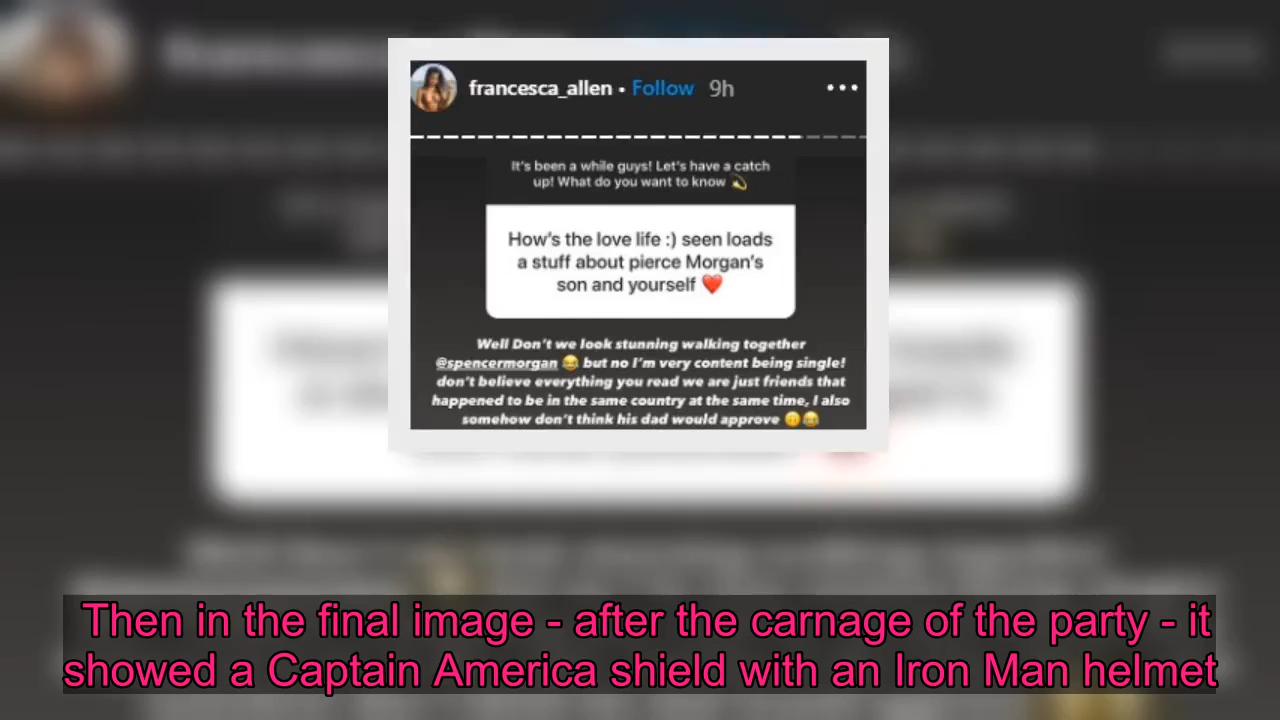 francesca_allen • Follow 9h
It's been a while guys! Let's have a catch
up! What do you want to know 💫
How's the love life :) seen loads
a stuff about pierce Morgan's
son and yourself ❤️
Well Don't we look stunning walking together
@spencermorgan 😂 but no I'm very content being single!
don't believe everything you read we are just friends that
happened to be in the same country at the same time, I also
somehow don't think his dad would approve 🙃😂
Then in the final image - after the carnage of the party - it
showed a Captain America shield with an Iron Man helmet